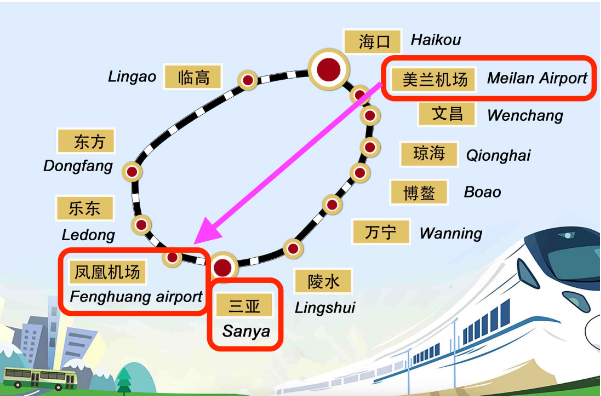 海口 Haikou
Lingao 临高
美兰机场 Meilan Airport
文昌 Wenchang
东方
Dongfang
琼海 Qionghai
博鳌 Boao
乐东
Ledong
万宁 Wanning
凤凰机场
Fenghuang airport
陵水
Lingshui
三亚
Sanya